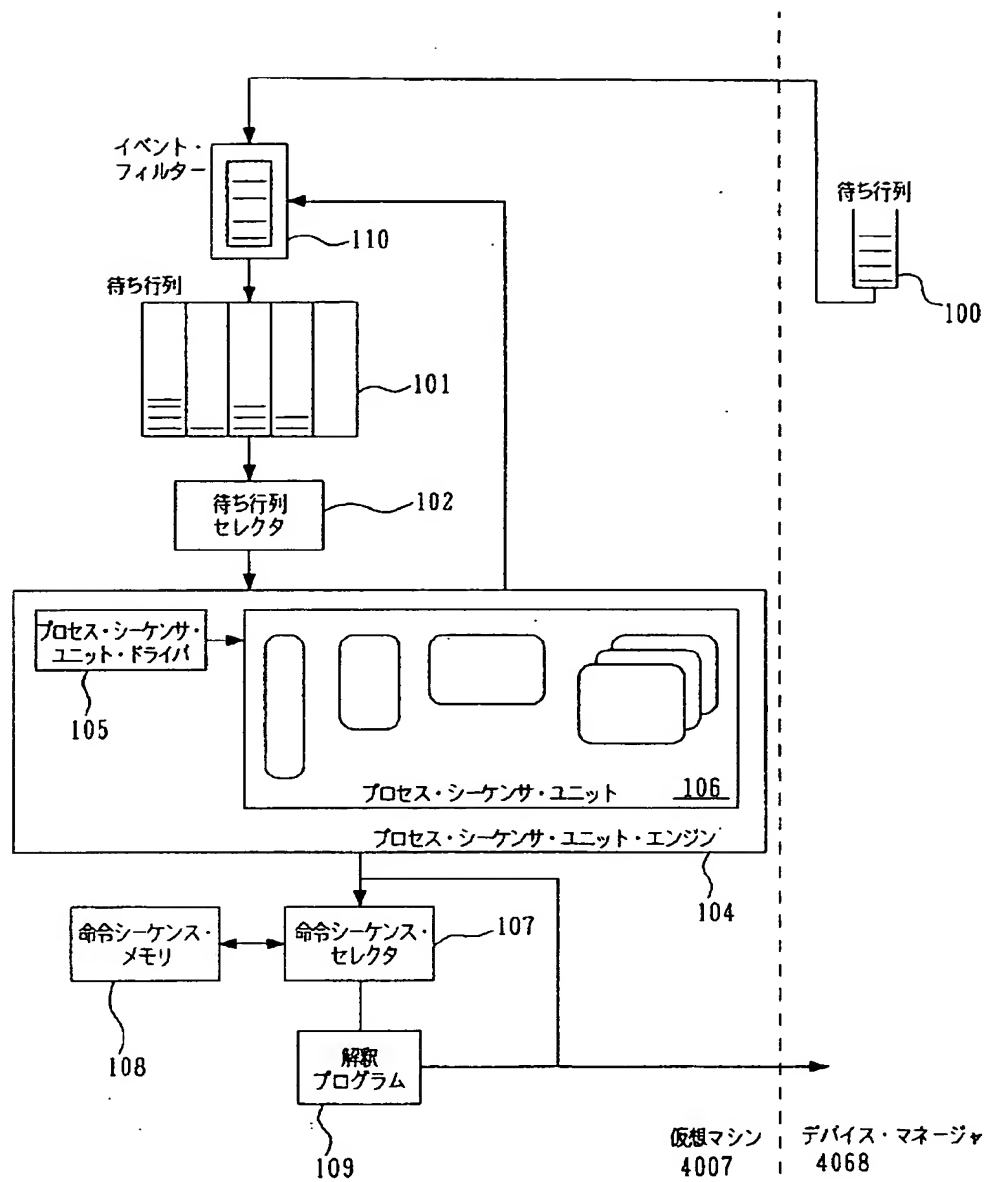 イベント・
フィルター
110
待ち行列
100
待ち行列
101
待ち行列
セレクタ
102
プロセス・シーケンサ・
ユニット・ドライバ
105
プロセス・シーケンサ・ユニット
106
プロセス・シーケンサ・ユニット・エンジン
104
命令シーケンス・
メモリ
108
命令シーケンス・
セレクタ
107
解釈
プログラム
109
仮想マシン
4007
デバイス・マネージャ
4068